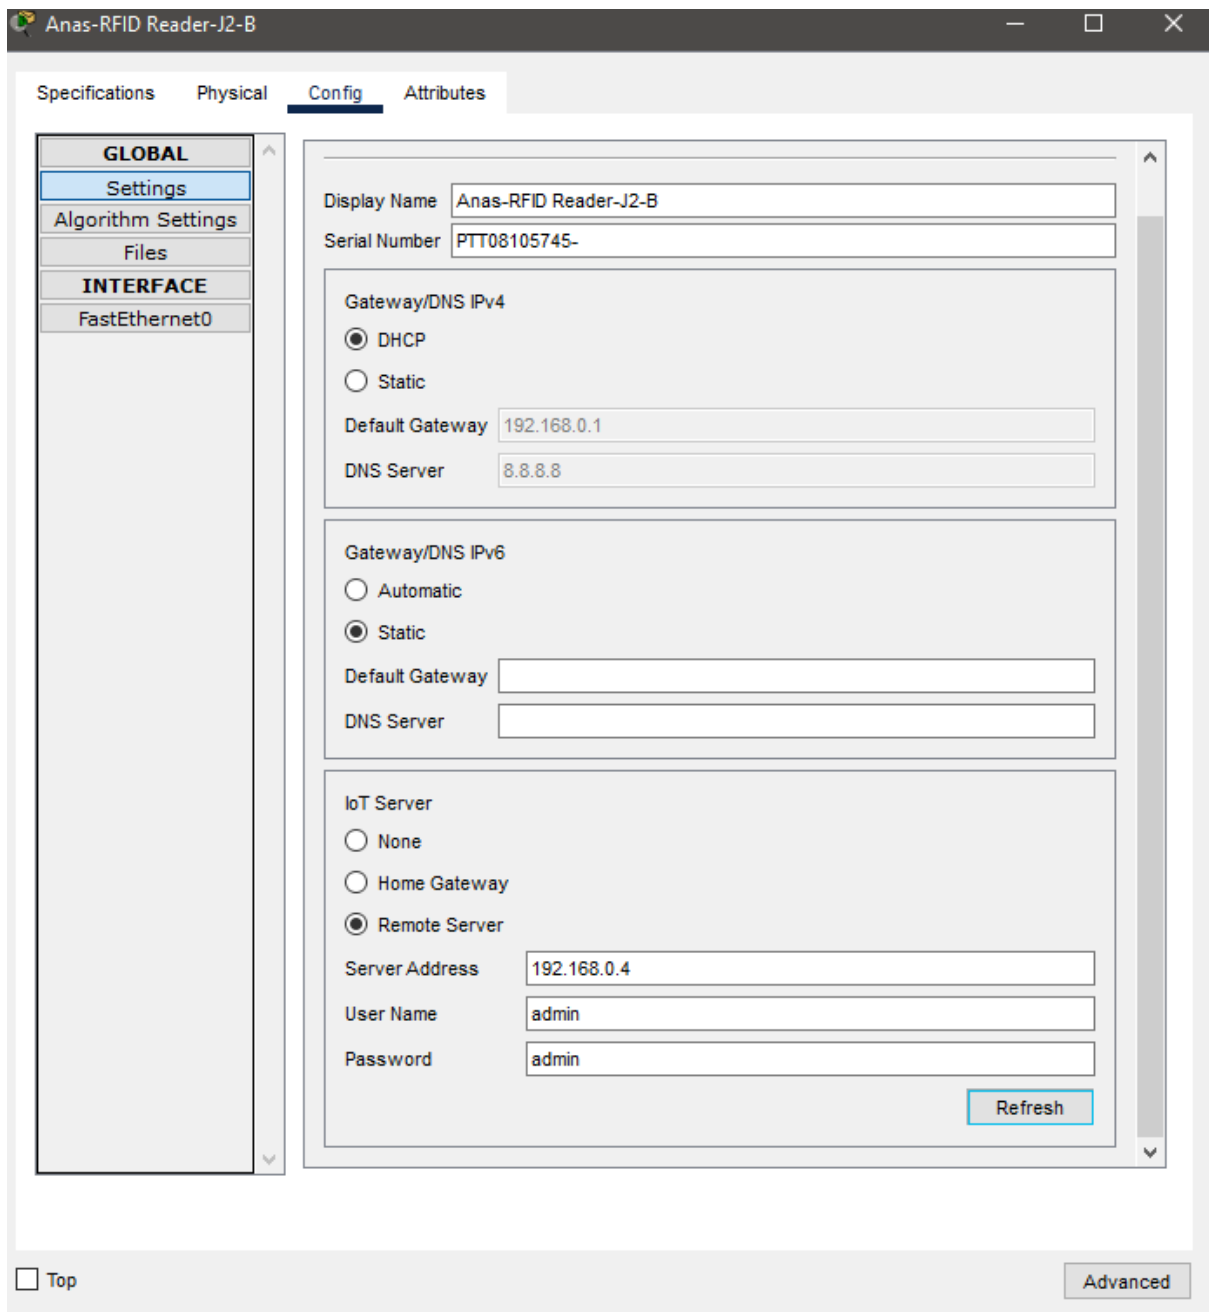 Anas-RFID Reader-J2-B
Specifications Physical Config Attributes
GLOBAL
Settings
Algorithm Settings
Files
INTERFACE
FastEthernet0
Display Name Anas-RFID Reader-J2-B
Serial Number PTT08105745-
Gateway/DNS IPv4
DHCP
Static
Default Gateway 192.168.0.1
DNS Server 8.8.8.8
Gateway/DNS IPv6
Automatic
Static
Default Gateway
DNS Server
IoT Server
None
Home Gateway
Remote Server
Server Address 192.168.0.4
User Name admin
Password admin
Refresh
Top
Advanced